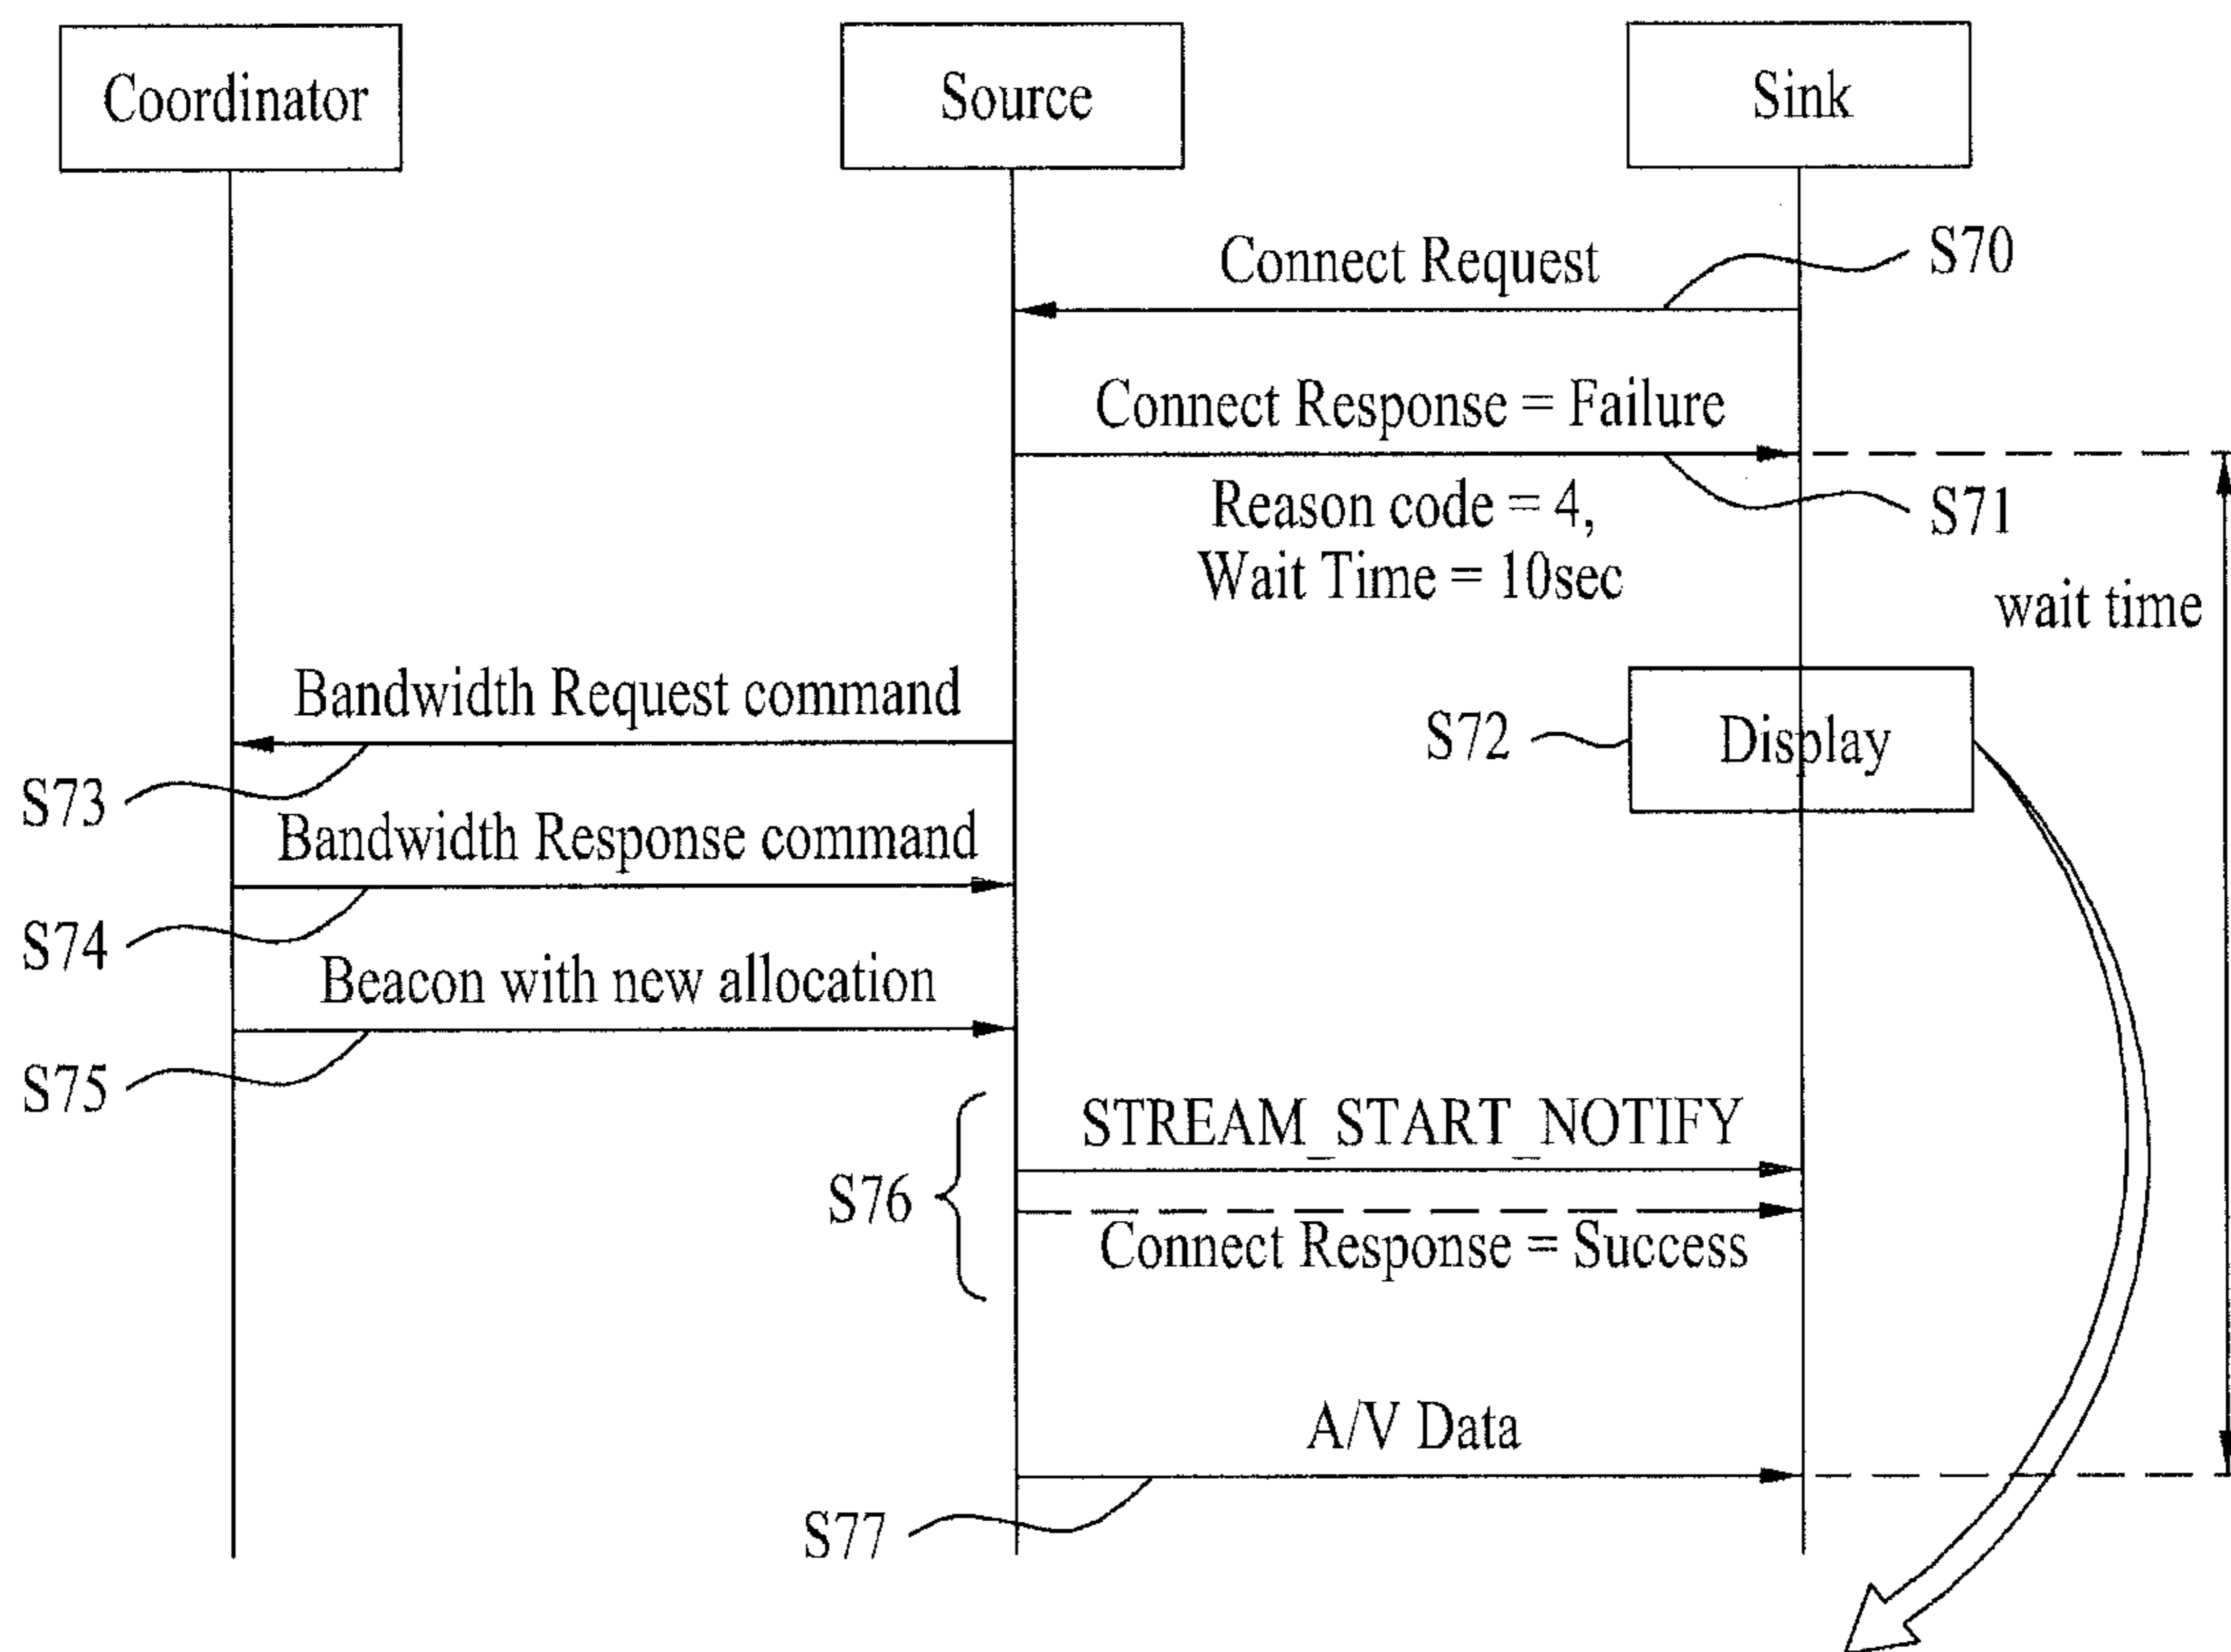 Coordinator
Source
Sink
Connect Request
S70
Connect Response = Failure
S71
Reason code = 4,
Wait Time = 10sec
wait time
Bandwidth Request command
S72
Display
S73
Bandwidth Response command
S74
Beacon with new allocation
S75
STREAM_START_NOTIFY
S76
Connect Response = Success
A/V Data
S77